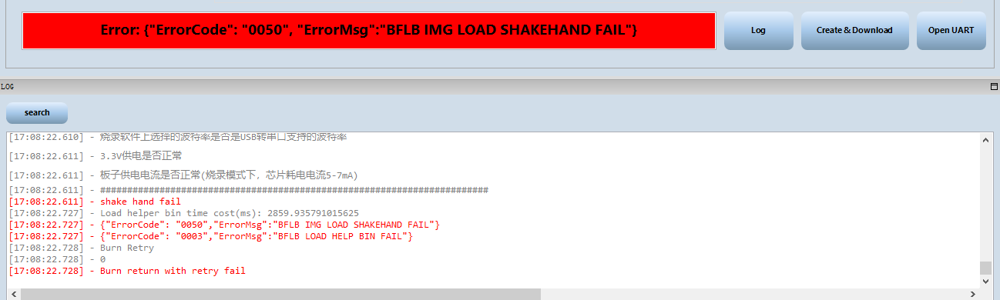 Error: {"ErrorCode": "0050", "ErrorMsg":"BFLB IMG LOAD SHAKEHAND FAIL"}
Log
Create & Download
Open UART
LOG
search
[17:08:22.610] - 烧录软件上选择的波特率是否是USB转串口支持的波特率
[17:08:22.611] - 3.3V供电是否正常
[17:08:22.611] - 板子供电电流是否正常(烧录模式下，芯片耗电电流5-7mA)
[17:08:22.611] - ########################################################################
[17:08:22.611] - shake hand fail
[17:08:22.727] - Load helper bin time cost(ms): 2859.935791015625
[17:08:22.727] - {"ErrorCode": "0050","ErrorMsg":"BFLB IMG LOAD SHAKEHAND FAIL"}
[17:08:22.727] - {"ErrorCode": "0003","ErrorMsg":"BFLB LOAD HELP BIN FAIL"}
[17:08:22.728] - Burn Retry
[17:08:22.728] - 0
[17:08:22.728] - Burn return with retry fail